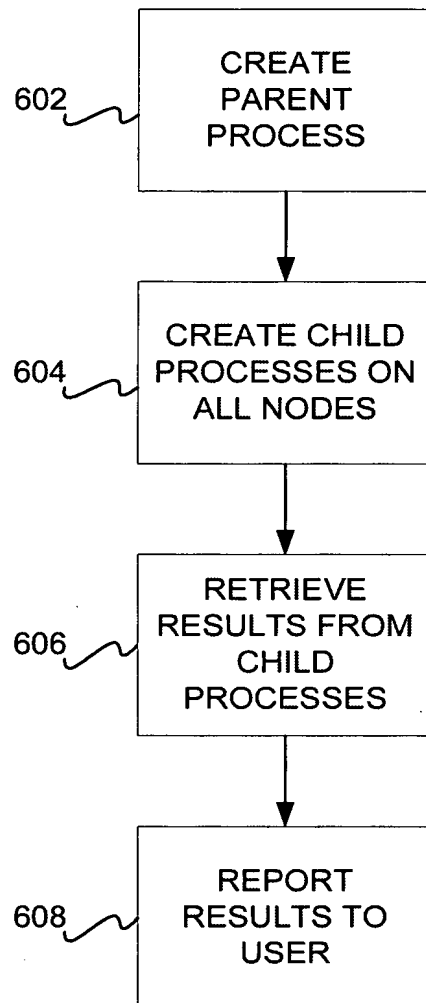 602
CREATE
PARENT
PROCESS
604
CREATE CHILD
PROCESSES ON
ALL NODES
606
RETRIEVE
RESULTS FROM
CHILD
PROCESSES
608
REPORT
RESULTS TO
USER